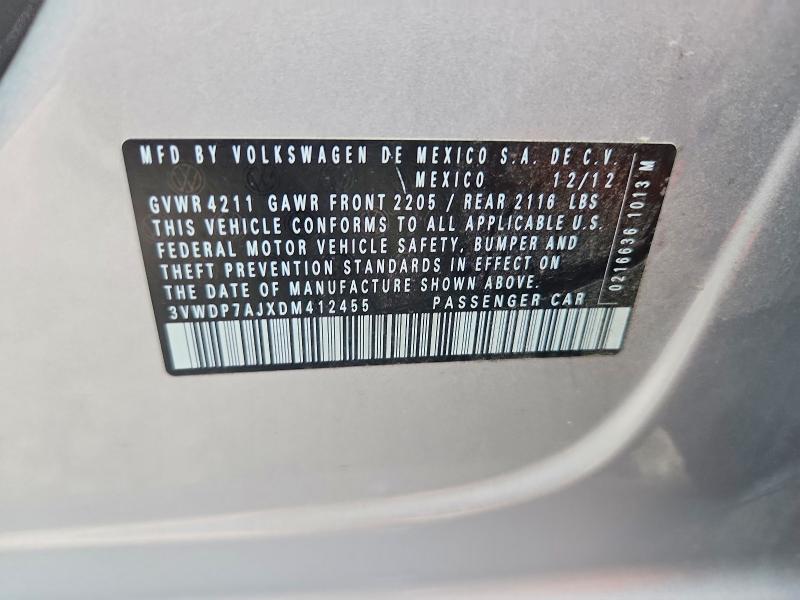 MFD BY VOLKSWAGEN DE MEXICO S.A. DE C.V.
MEXICO 12/12
GVWR 4211 GAWR FRONT 2205 / REAR 2116 LBS
THIS VEHICLE CONFORMS TO ALL APPLICABLE U.S.
FEDERAL MOTOR VEHICLE SAFETY, BUMPER AND
THEFT PREVENTION STANDARDS IN EFFECT ON
DATE OF MANUFACTURE SHOWN ABOVE.
3VWDP7AJXDM412455 PASSENGER CAR
0216636 1013 M